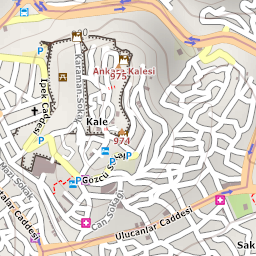 Ankara Kalesi
975
İpek Caddesi
Karaman Sokağı
Kale
974
Gözcü Sokağı
Can Sokağı
Ulucanlar Caddesi
Sak